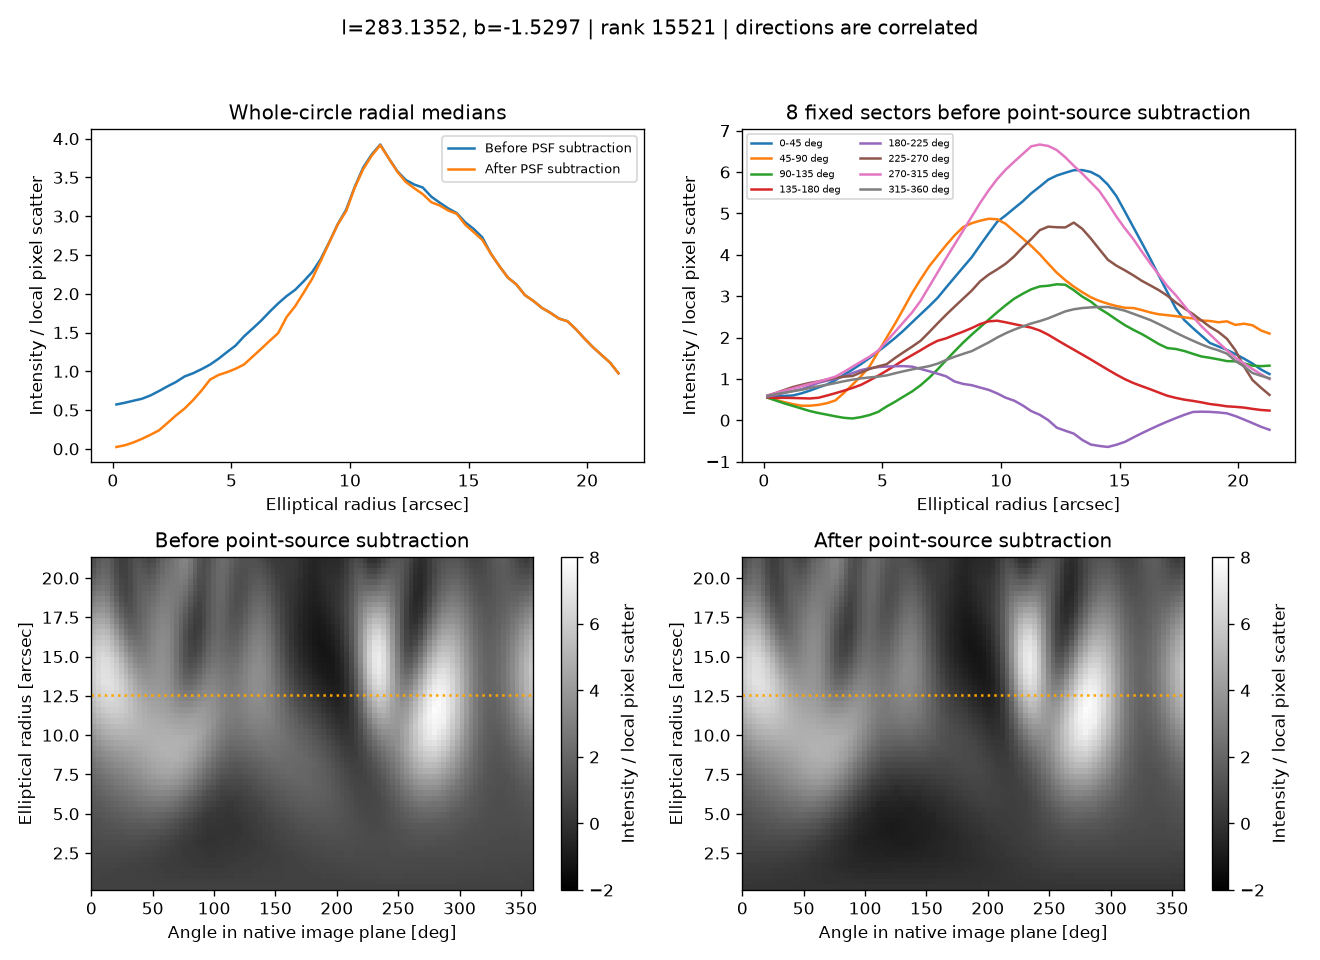 l=283.1352, b=-1.5297 | rank 15521 | directions are correlated
Whole-circle radial medians
4.0
3.5
3.0
2.5
2.0
1.5
1.0
0.5
0.0
Intensity / local pixel scatter
Before PSF subtraction
After PSF subtraction
0 5 10 15 20
Elliptical radius [arcsec]
8 fixed sectors before point-source subtraction
7
6
5
4
3
2
1
0
−1
Intensity / local pixel scatter
0-45 deg
45-90 deg
90-135 deg
135-180 deg
180-225 deg
225-270 deg
270-315 deg
315-360 deg
0 5 10 15 20
Elliptical radius [arcsec]
Before point-source subtraction
20.0
17.5
15.0
12.5
10.0
7.5
5.0
2.5
Elliptical radius [arcsec]
0 50 100 150 200 250 300 350
Angle in native image plane [deg]
8
6
4
2
0
−2
Intensity / local pixel scatter
After point-source subtraction
20.0
17.5
15.0
12.5
10.0
7.5
5.0
2.5
Elliptical radius [arcsec]
0 50 100 150 200 250 300 350
Angle in native image plane [deg]
8
6
4
2
0
−2
Intensity / local pixel scatter